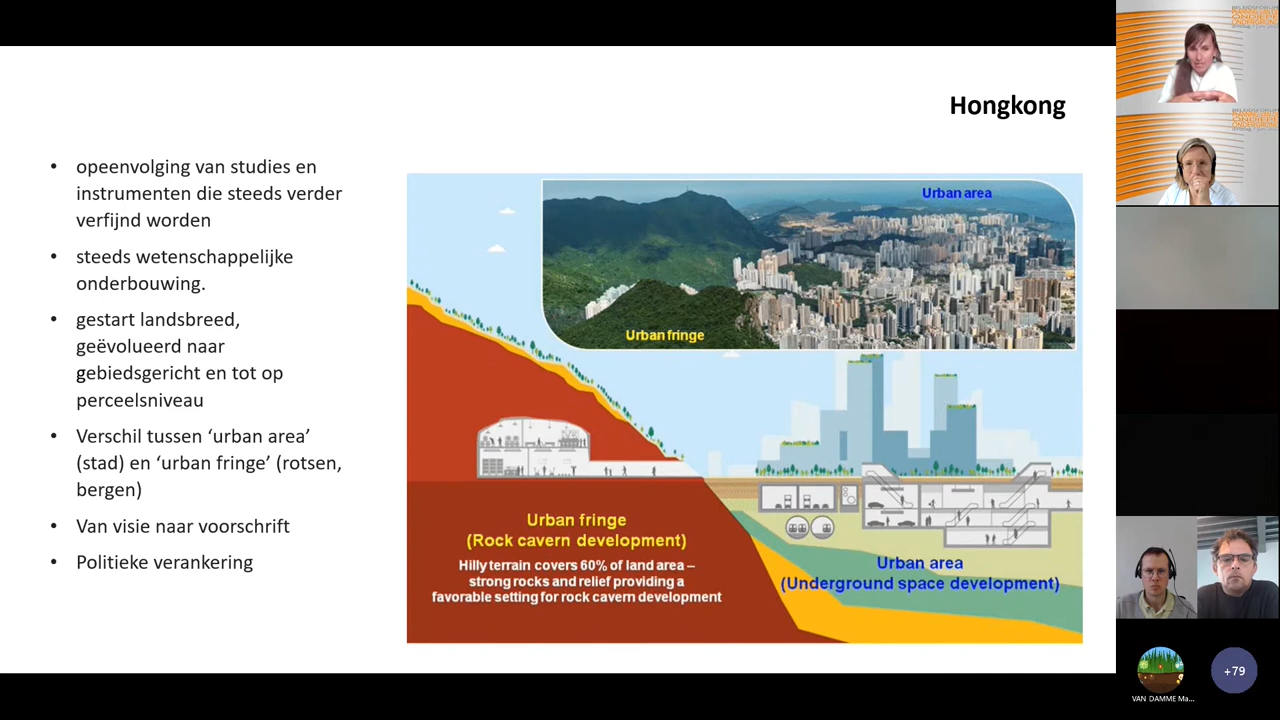 Hongkong
• opeenvolging van studies en
instrumenten die steeds verder
verfijnd worden
• steeds wetenschappelijke
onderbouwing.
• gestart landsbreed,
geëvolueerd naar
gebiedsgericht en tot op
perceelsniveau
• Verschil tussen ‘urban area’
(stad) en ‘urban fringe’ (rotsen,
bergen)
• Van visie naar voorschrift
• Politieke verankering
Urban area
Urban fringe
Urban fringe
(Rock cavern development)
Hilly terrain covers 60% of land area –
strong rocks and relief providing a
favorable setting for rock cavern development
Urban area
(Underground space development)
VAN DAMME Ma...
+79